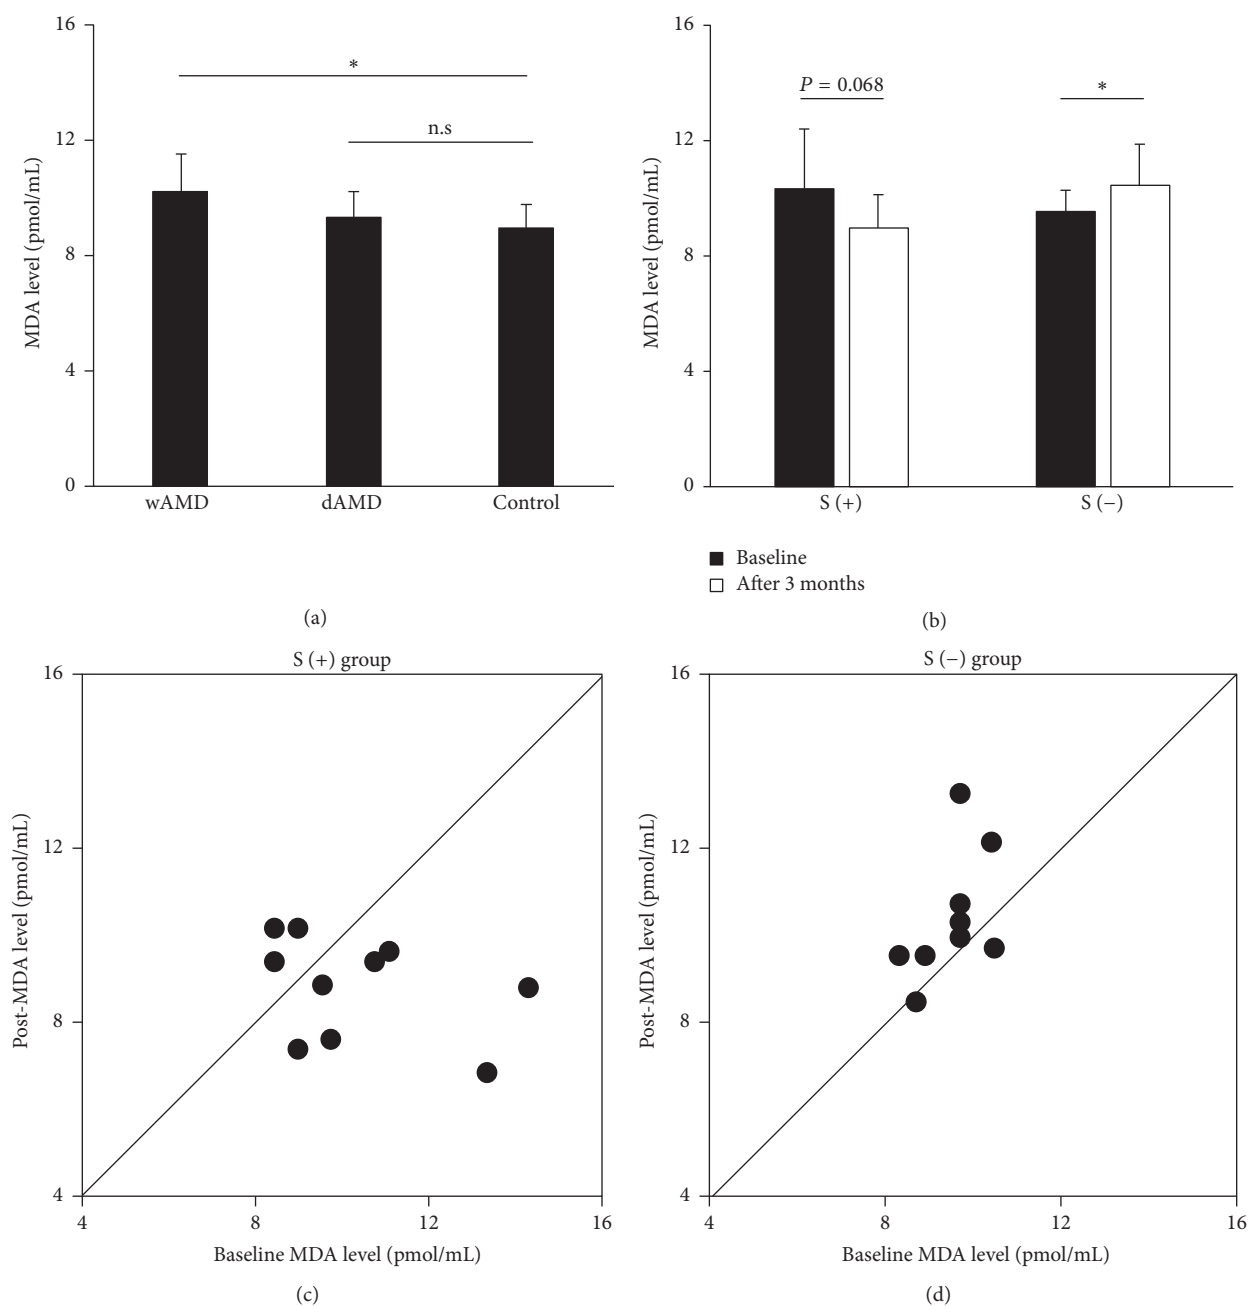 16
12
8
4
0
MDA level (pmol/mL)
*
n.s
wAMD dAMD Control
(a)
16
12
8
4
0
MDA level (pmol/mL)
P = 0.068
*
S (+) S (−)
Baseline
After 3 months
(b)
S (+) group
16
12
8
4
Post-MDA level (pmol/mL)
4 8 12 16
Baseline MDA level (pmol/mL)
(c)
S (−) group
16
12
8
4
Post-MDA level (pmol/mL)
4 8 12 16
Baseline MDA level (pmol/mL)
(d)